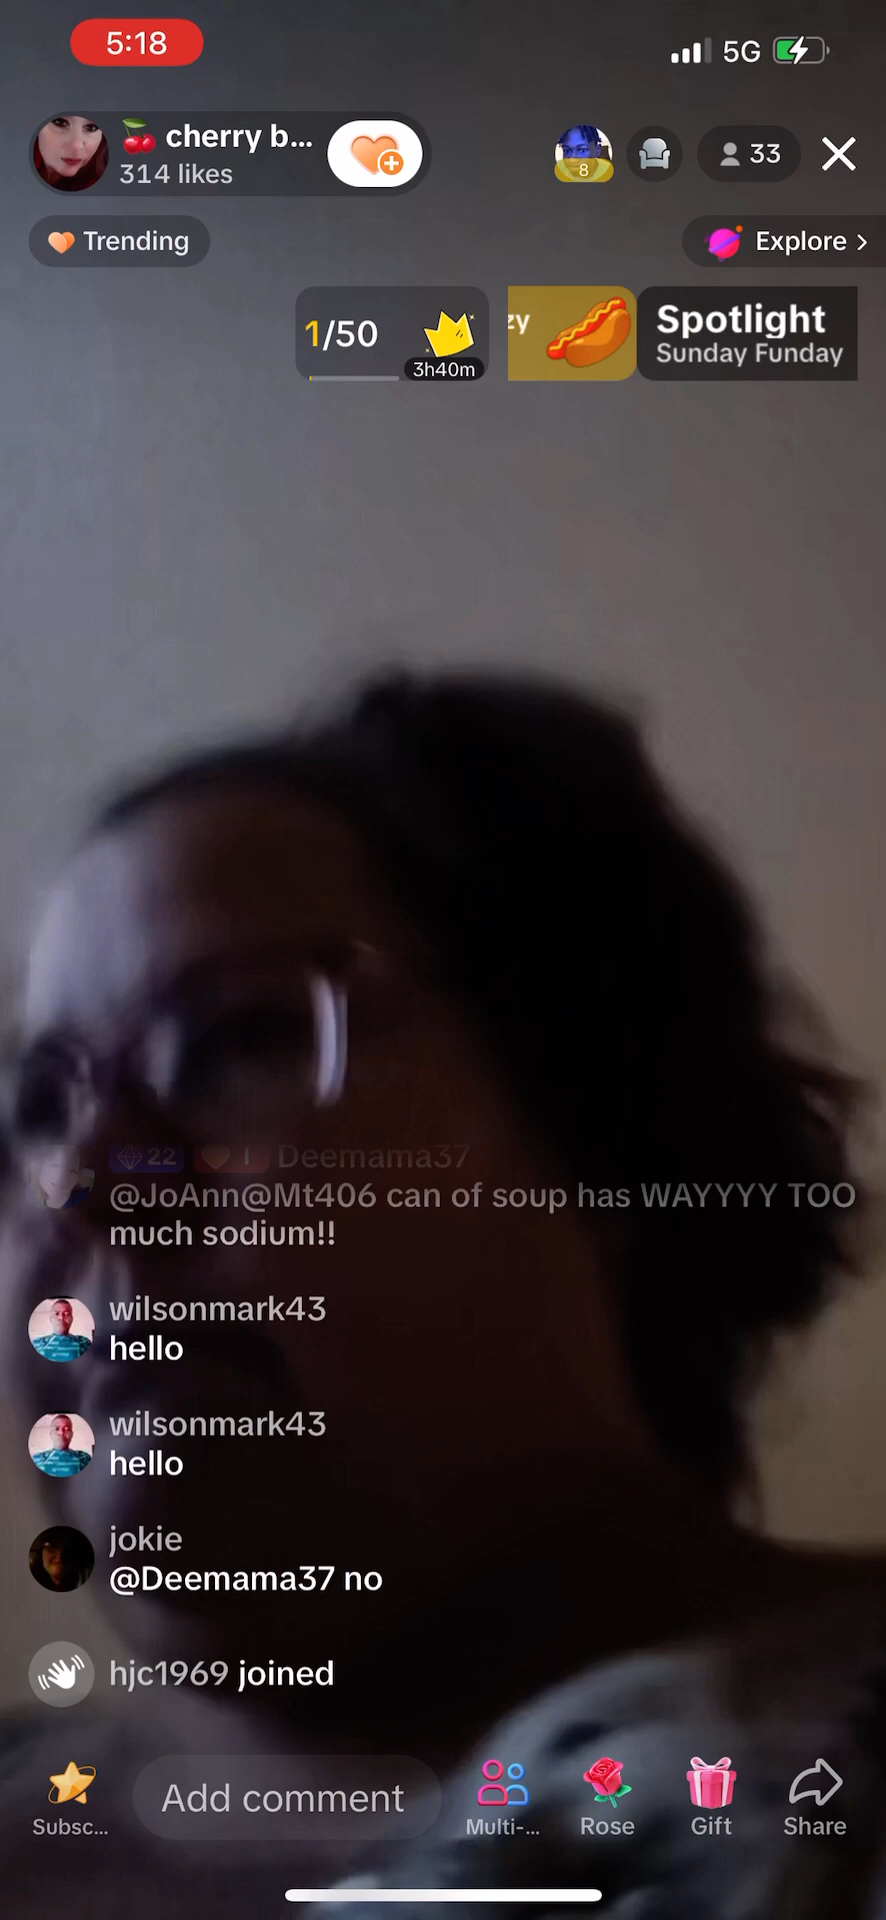 5:18
5G
🍒 cherry b...
314 likes
8
33
Trending
Explore >
1/50
3h40m
zy
Spotlight
Sunday Funday
22
I
Deemama37
@JoAnn@Mt406 can of soup has WAYYYY TOO
much sodium!!
wilsonmark43
hello
wilsonmark43
hello
jokie
@Deemama37 no
hjc1969 joined
Subsc...
Add comment
Multi-...
Rose
Gift
Share